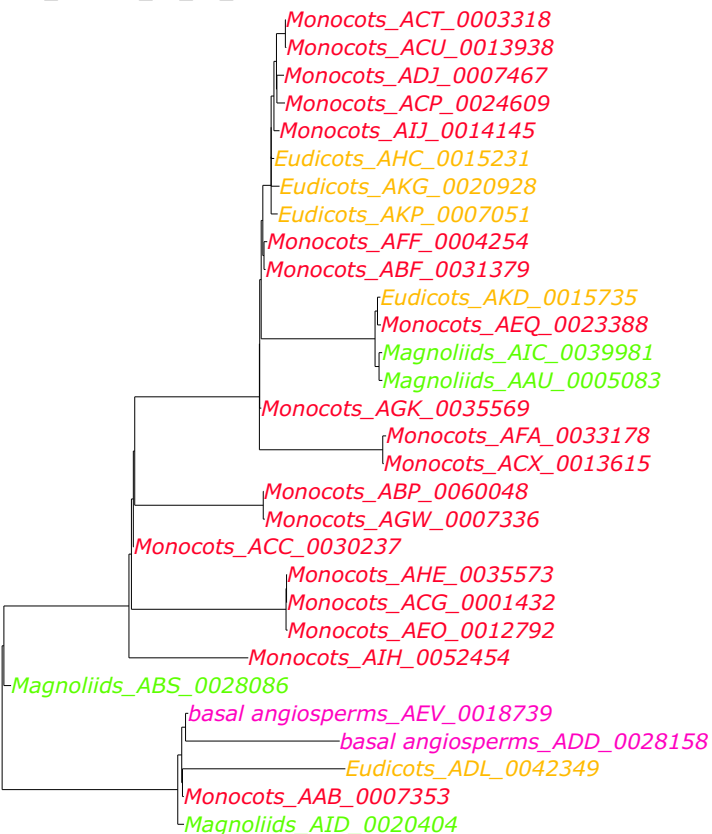 Monocots_ACT_0003318
Monocots_ACU_0013938
Monocots_ADJ_0007467
Monocots_ACP_0024609
Monocots_AIJ_0014145
Eudicots_AHC_0015231
Eudicots_AKG_0020928
Eudicots_AKP_0007051
Monocots_AFF_0004254
Monocots_ABF_0031379
Eudicots_AKD_0015735
Monocots_AEQ_0023388
Magnoliids_AIC_0039981
Magnoliids_AAU_0005083
Monocots_AGK_0035569
Monocots_AFA_0033178
Monocots_ACX_0013615
Monocots_ABP_0060048
Monocots_AGW_0007336
Monocots_ACC_0030237
Monocots_AHE_0035573
Monocots_ACG_0001432
Monocots_AEO_0012792
Monocots_AIH_0052454
Magnoliids_ABS_0028086
basal angiosperms_AEV_0018739
basal angiosperms_ADD_0028158
Eudicots_ADL_0042349
Monocots_AAB_0007353
Magnoliids_AID_0020404